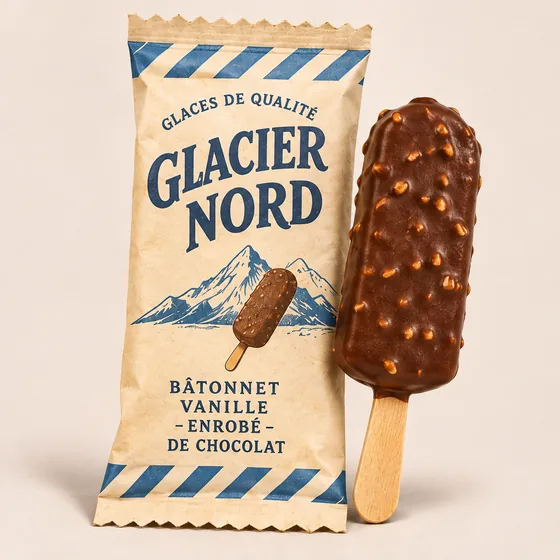 GLACES DE QUALITÉ
GLACIER
NORD
BÂTONNET
VANILLE
– ENROBÉ –
DE CHOCOLAT